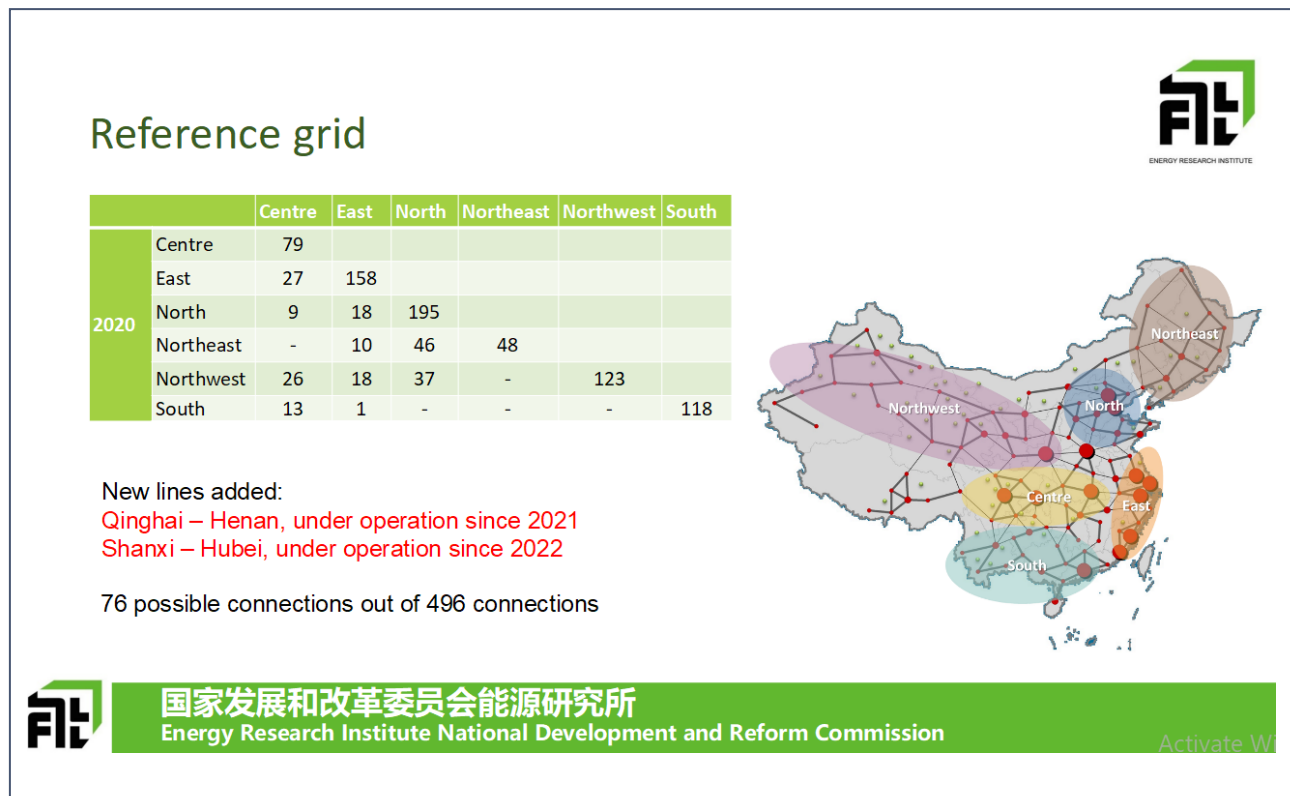 ENERGY RESEARCH INSTITUTE
Reference grid
Centre East North Northeast Northwest South
2020
Centre 79
East 27 158
North 9 18 195
Northeast - 10 46 48
Northwest 26 18 37 - 123
South 13 1 - - - 118
New lines added:
Qinghai – Henan, under operation since 2021
Shanxi – Hubei, under operation since 2022
76 possible connections out of 496 connections
Northeast
Northwest
North
Centre
East
South
国家发展和改革委员会能源研究所
Energy Research Institute National Development and Reform Commission
Activate Wi